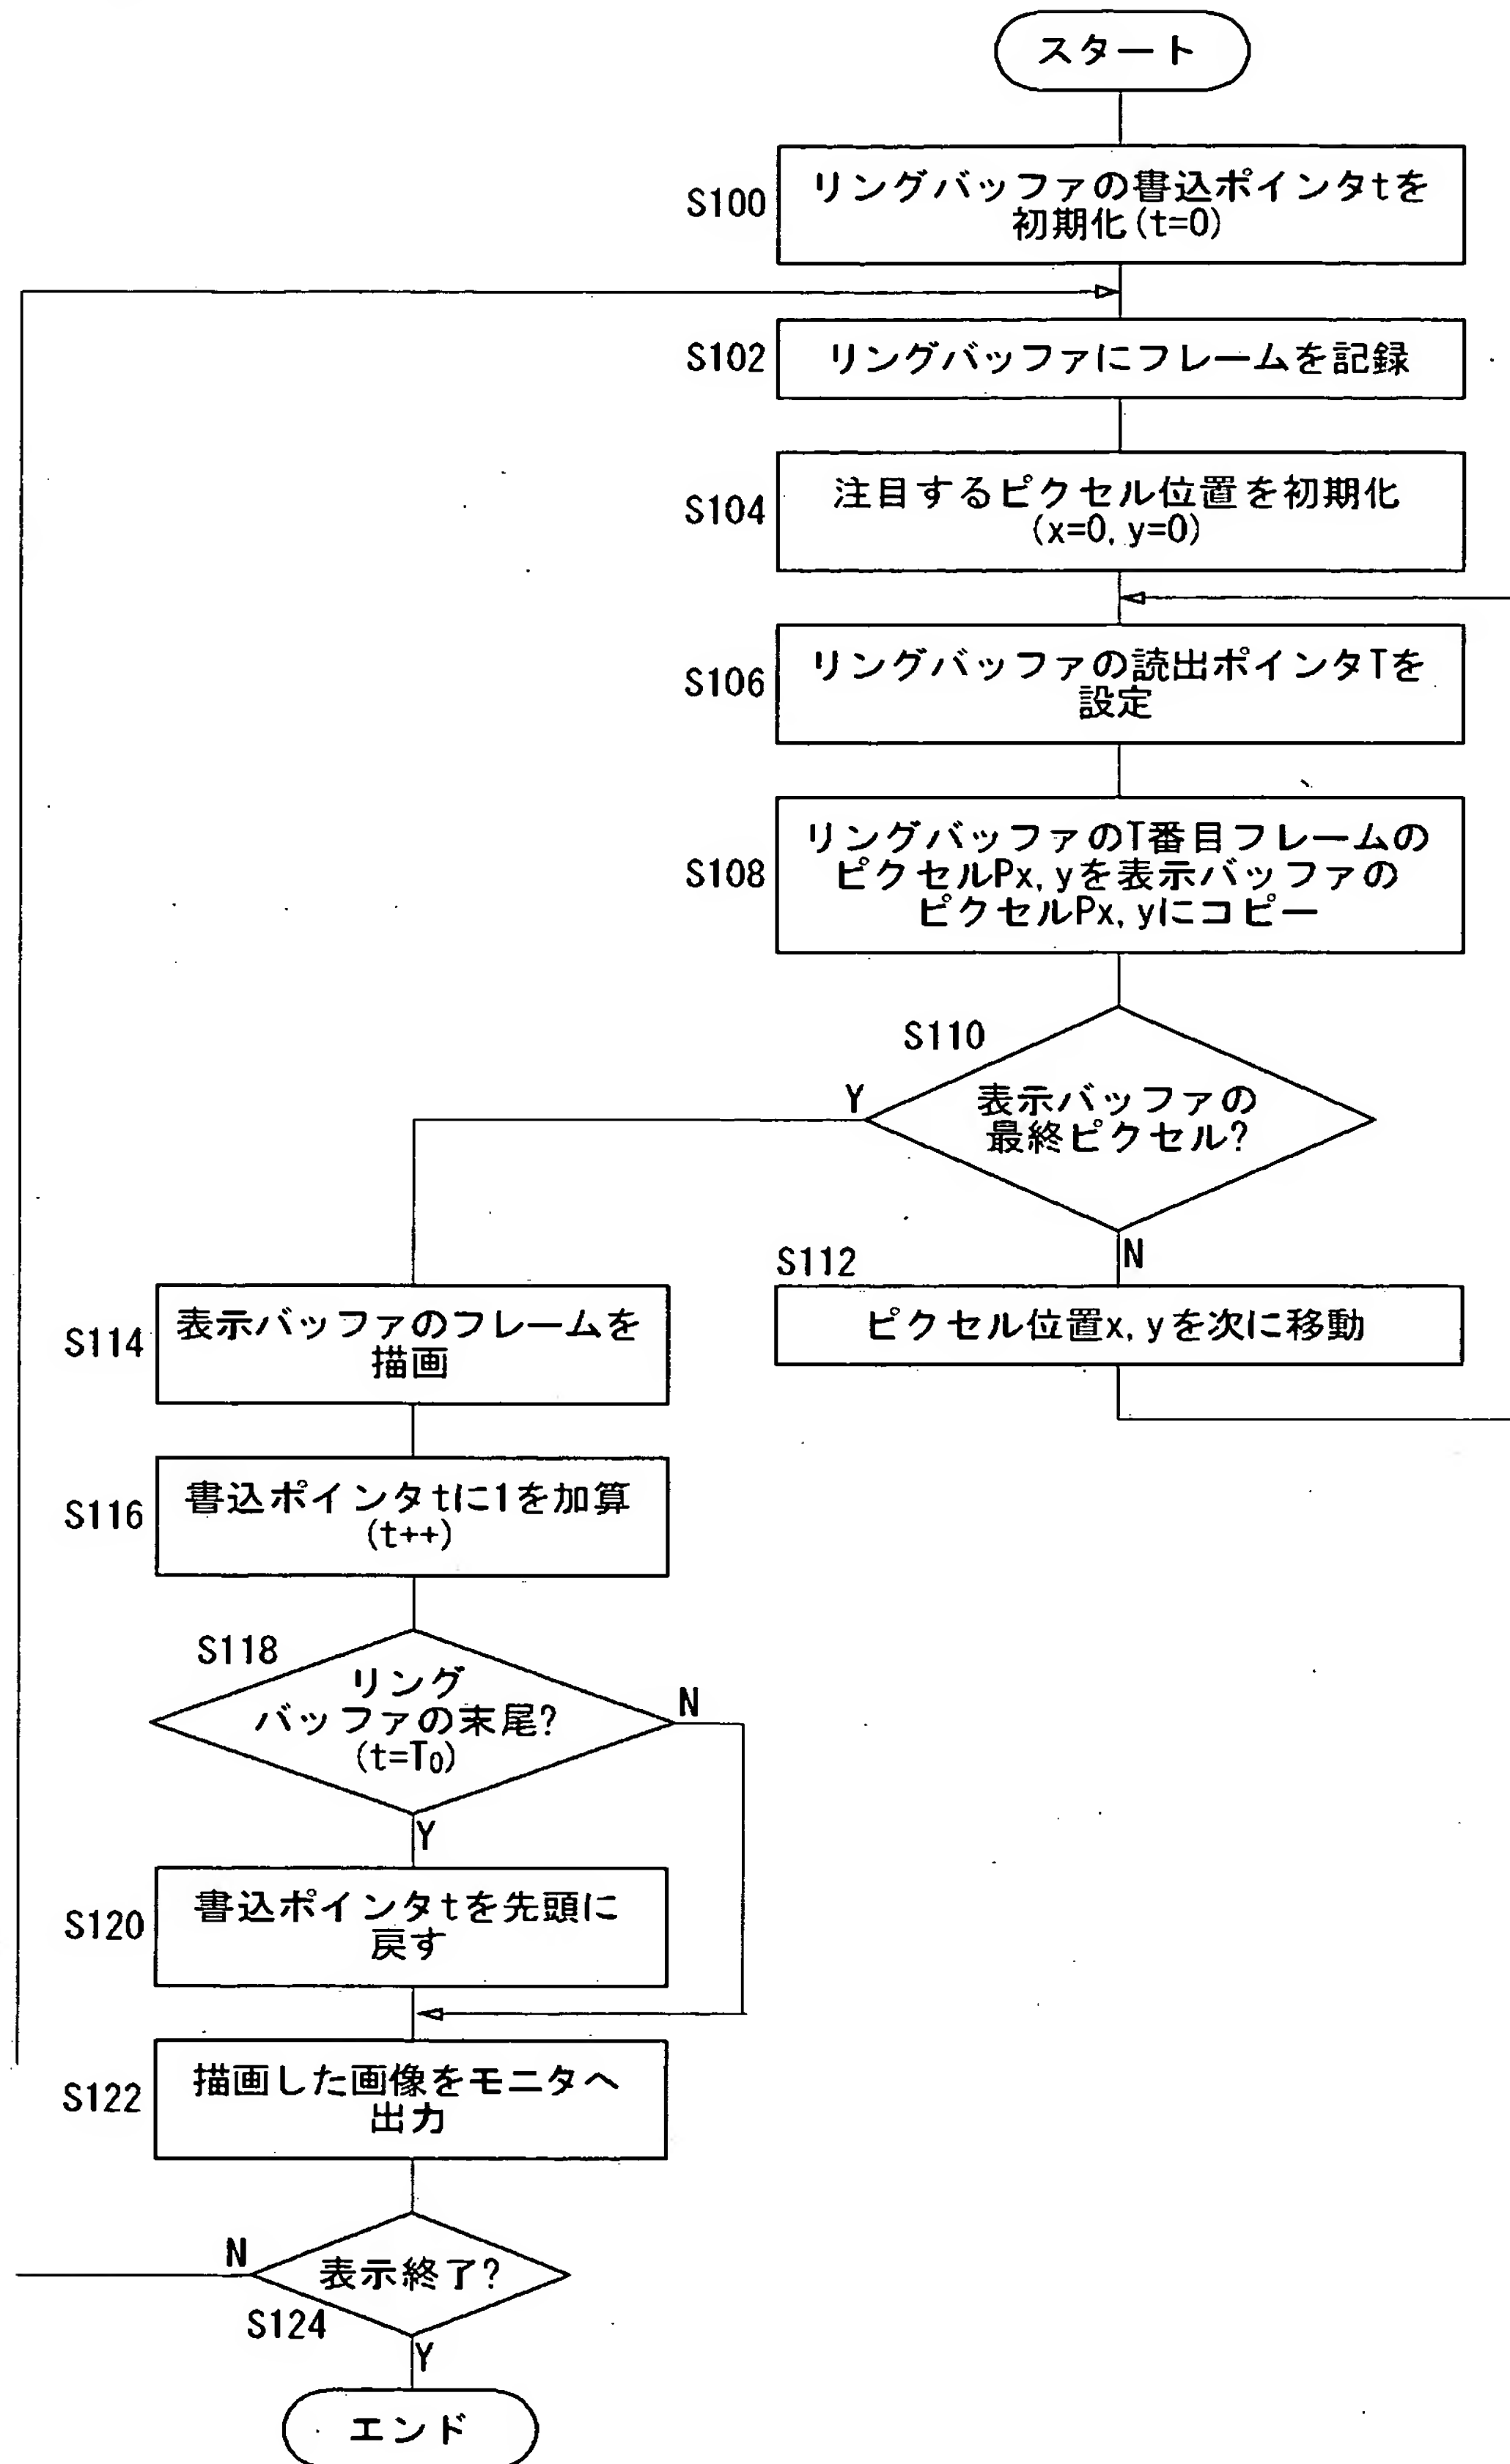 スタート
S100
リングバッファの書込ポインタtを
初期化(t=0)
S102
リングバッファにフレームを記録
S104
注目するピクセル位置を初期化
(x=0, y=0)
S106
リングバッファの読出ポインタTを
設定
S108
リングバッファのT番目フレームの
ピクセルPx, yを表示バッファの
ピクセルPx, yにコピー
S110
表示バッファの
最終ピクセル?
Y
N
S112
ピクセル位置x, yを次に移動
S114
表示バッファのフレームを
描画
S116
書込ポインタtに1を加算
(t++)
S118
リング
バッファの末尾?
(t=T0)
N
Y
S120
書込ポインタtを先頭に
戻す
S122
描画した画像をモニタへ
出力
N
表示終了?
S124
Y
エンド